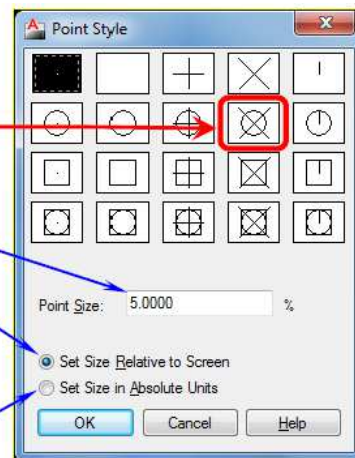 Point Style
Point Size: 5.0000 %
Set Size Relative to Screen
Set Size in Absolute Units
OK Cancel Help